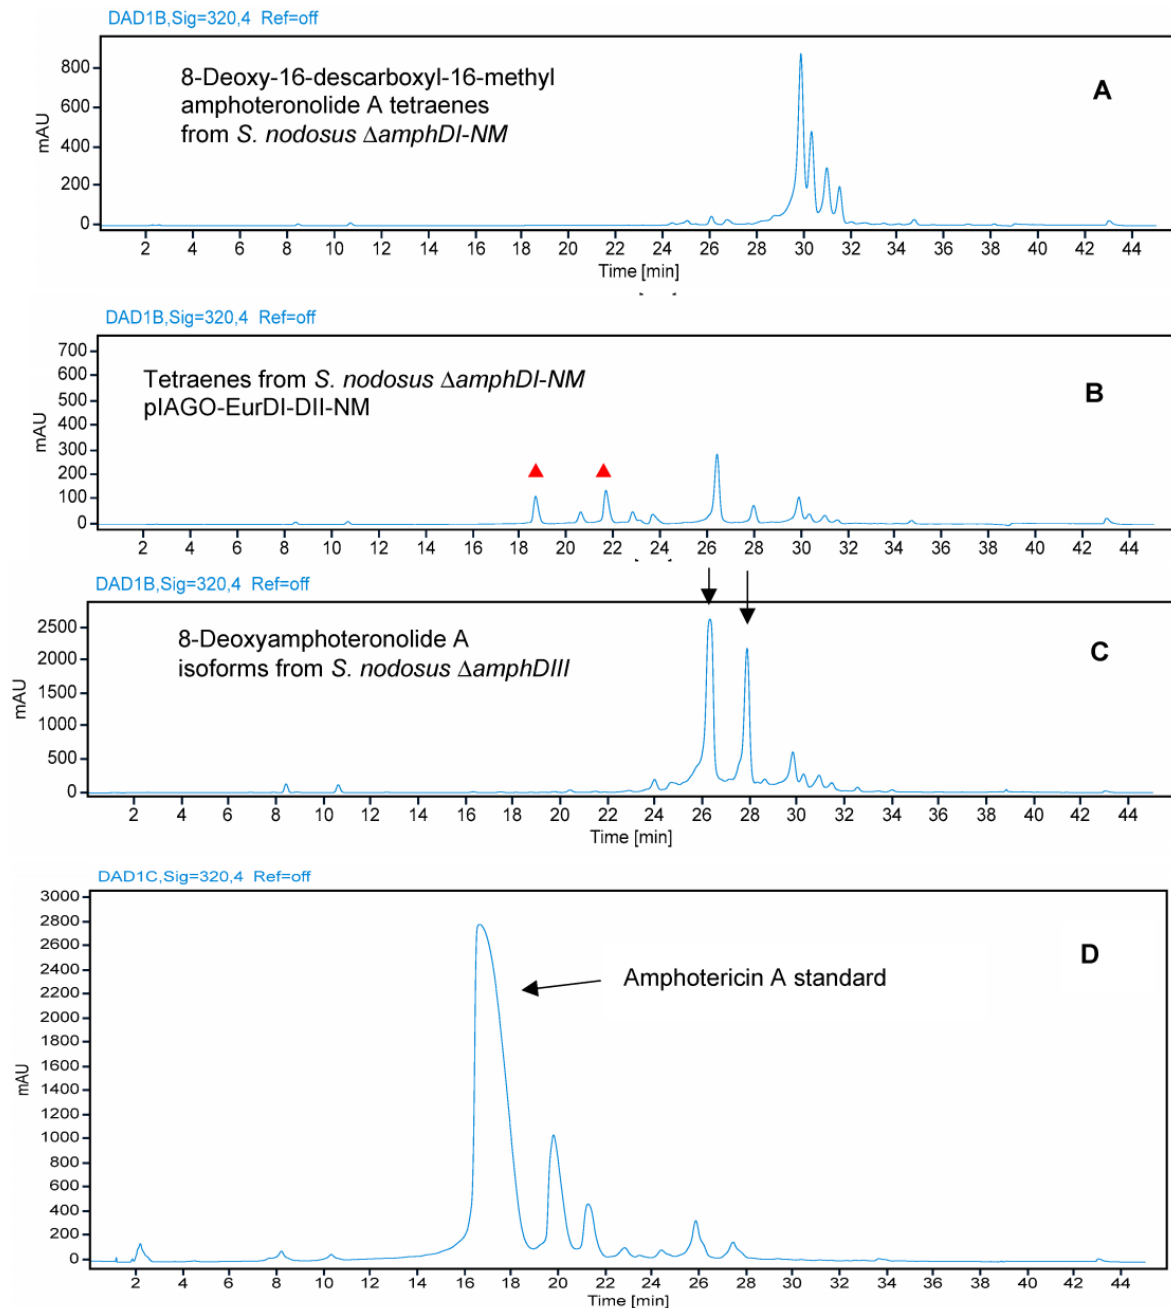 DAD1B,Sig=320,4 Ref=off
8-Deoxy-16-descarboxyl-16-methyl
amphoteronolide A tetraenes
from S. nodosus ΔamphDI-NM
A
mAU
800
600
400
200
0
2 4 6 8 10 12 14 16 18 20 22 24 26 28 30 32 34 36 38 40 42 44
Time [min]
DAD1B,Sig=320,4 Ref=off
Tetraenes from S. nodosus ΔamphDI-NM
pIAGO-EurDI-DII-NM
B
mAU
700
600
500
400
300
200
100
0
2 4 6 8 10 12 14 16 18 20 22 24 26 28 30 32 34 36 38 40 42 44
DAD1B,Sig=320,4 Ref=off
8-Deoxyamphoteronolide A
isoforms from S. nodosus ΔamphDIII
C
mAU
2500
2000
1500
1000
500
0
2 4 6 8 10 12 14 16 18 20 22 24 26 28 30 32 34 36 38 40 42 44
Time [min]
DAD1C,Sig=320,4 Ref=off
Amphotericin A standard
D
mAU
3000
2800
2600
2400
2200
2000
1800
1600
1400
1200
1000
800
600
400
200
0
2 4 6 8 10 12 14 16 18 20 22 24 26 28 30 32 34 36 38 40 42 44
Time [min]